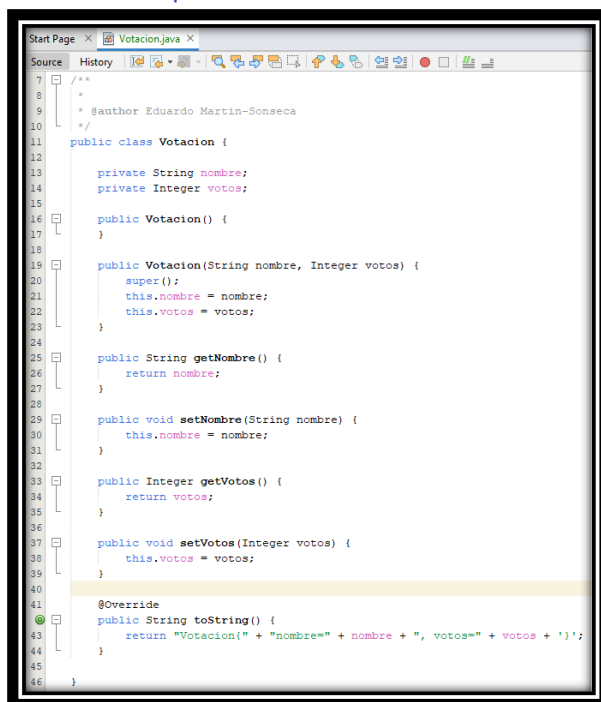 Start Page Votacion.java
Source History
7 /**
8 *
9 * @author Eduardo Martin-Sonseca
10 */
11 public class Votacion {
12
13 private String nombre;
14 private Integer votos;
15
16 public Votacion() {
17 }
18
19 public Votacion(String nombre, Integer votos) {
20 super();
21 this.nombre = nombre;
22 this.votos = votos;
23 }
24
25 public String getNombre() {
26 return nombre;
27 }
28
29 public void setNombre(String nombre) {
30 this.nombre = nombre;
31 }
32
33 public Integer getVotos() {
34 return votos;
35 }
36
37 public void setVotos(Integer votos) {
38 this.votos = votos;
39 }
40
41 @Override
public String toString() {
43 return "Votacion{" + "nombre=" + nombre + ", votos=" + votos + '}';
44 }
45
46 }